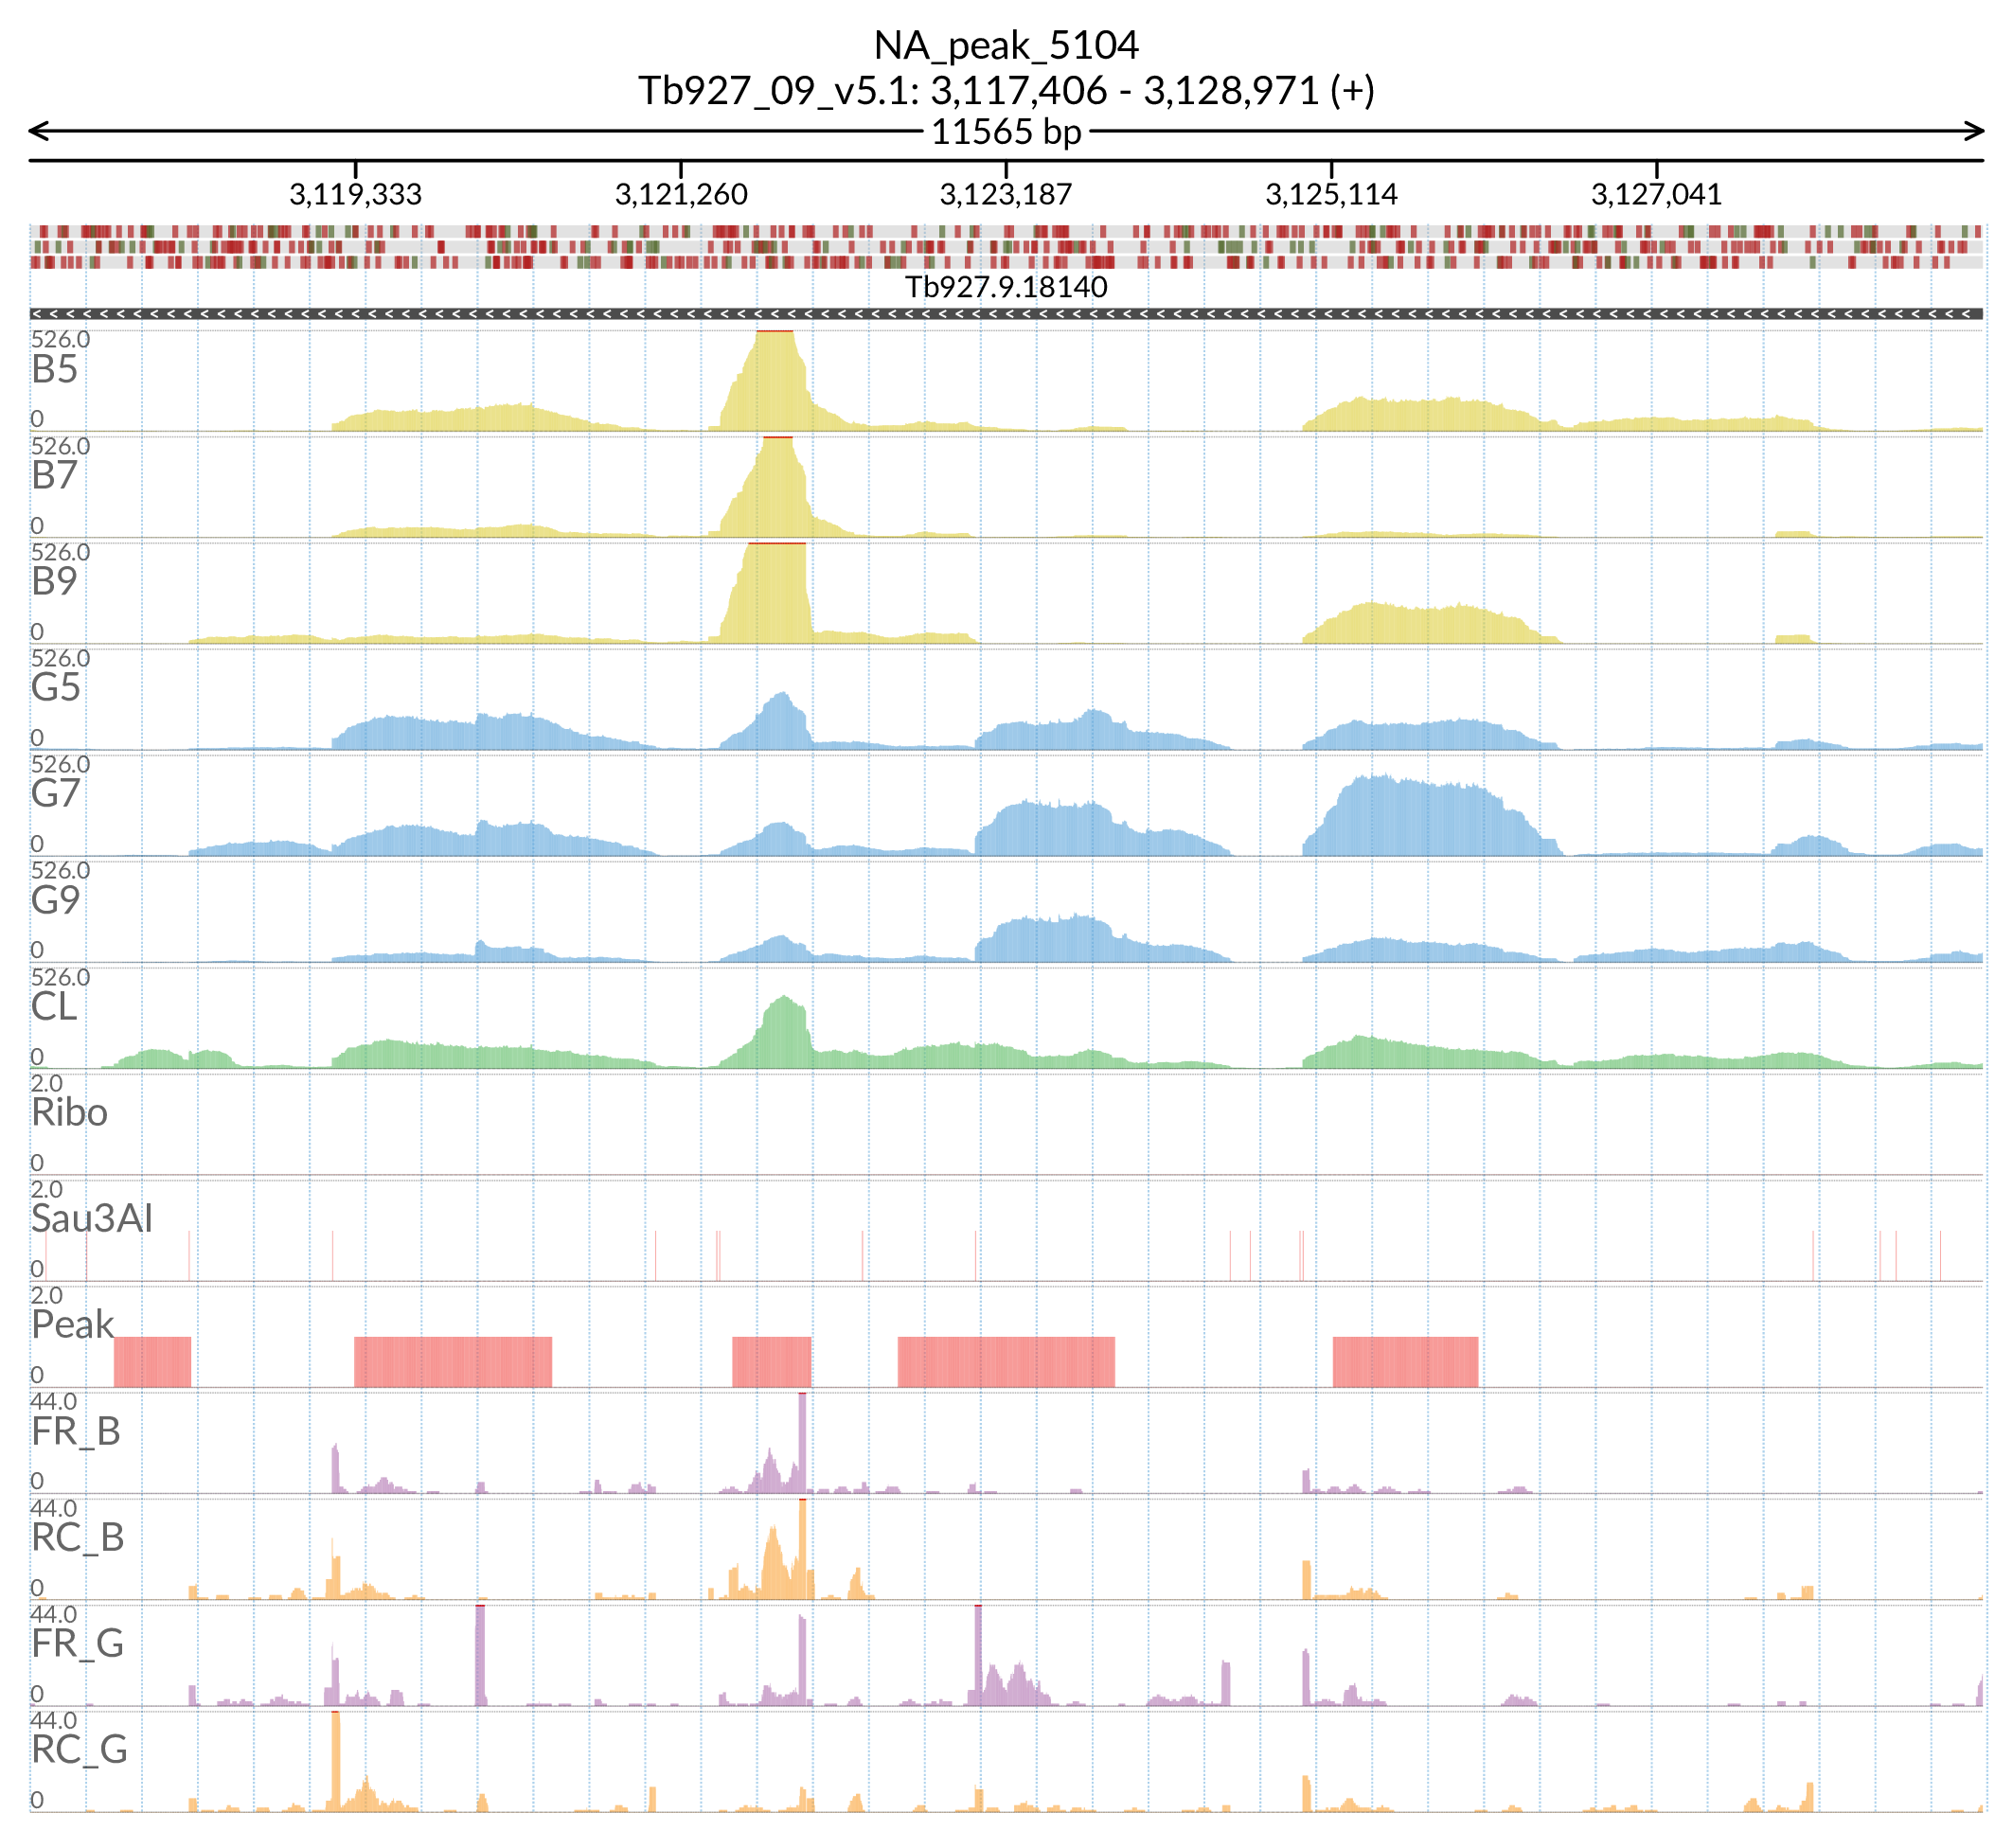 NA_peak_5104
Tb927_09_v5.1: 3,117,406 - 3,128,971 (+)
11565 bp
3,119,333 3,121,260 3,123,187 3,125,114 3,127,041
Tb927.9.18140
526.0
B5
0
526.0
B7
0
526.0
B9
0
526.0
G5
0
526.0
G7
0
526.0
G9
0
526.0
CL
0
2.0
Ribo
0
2.0
Sau3AI
0
2.0
Peak
0
44.0
FR_B
0
44.0
RC_B
0
44.0
FR_G
0
44.0
RC_G
0